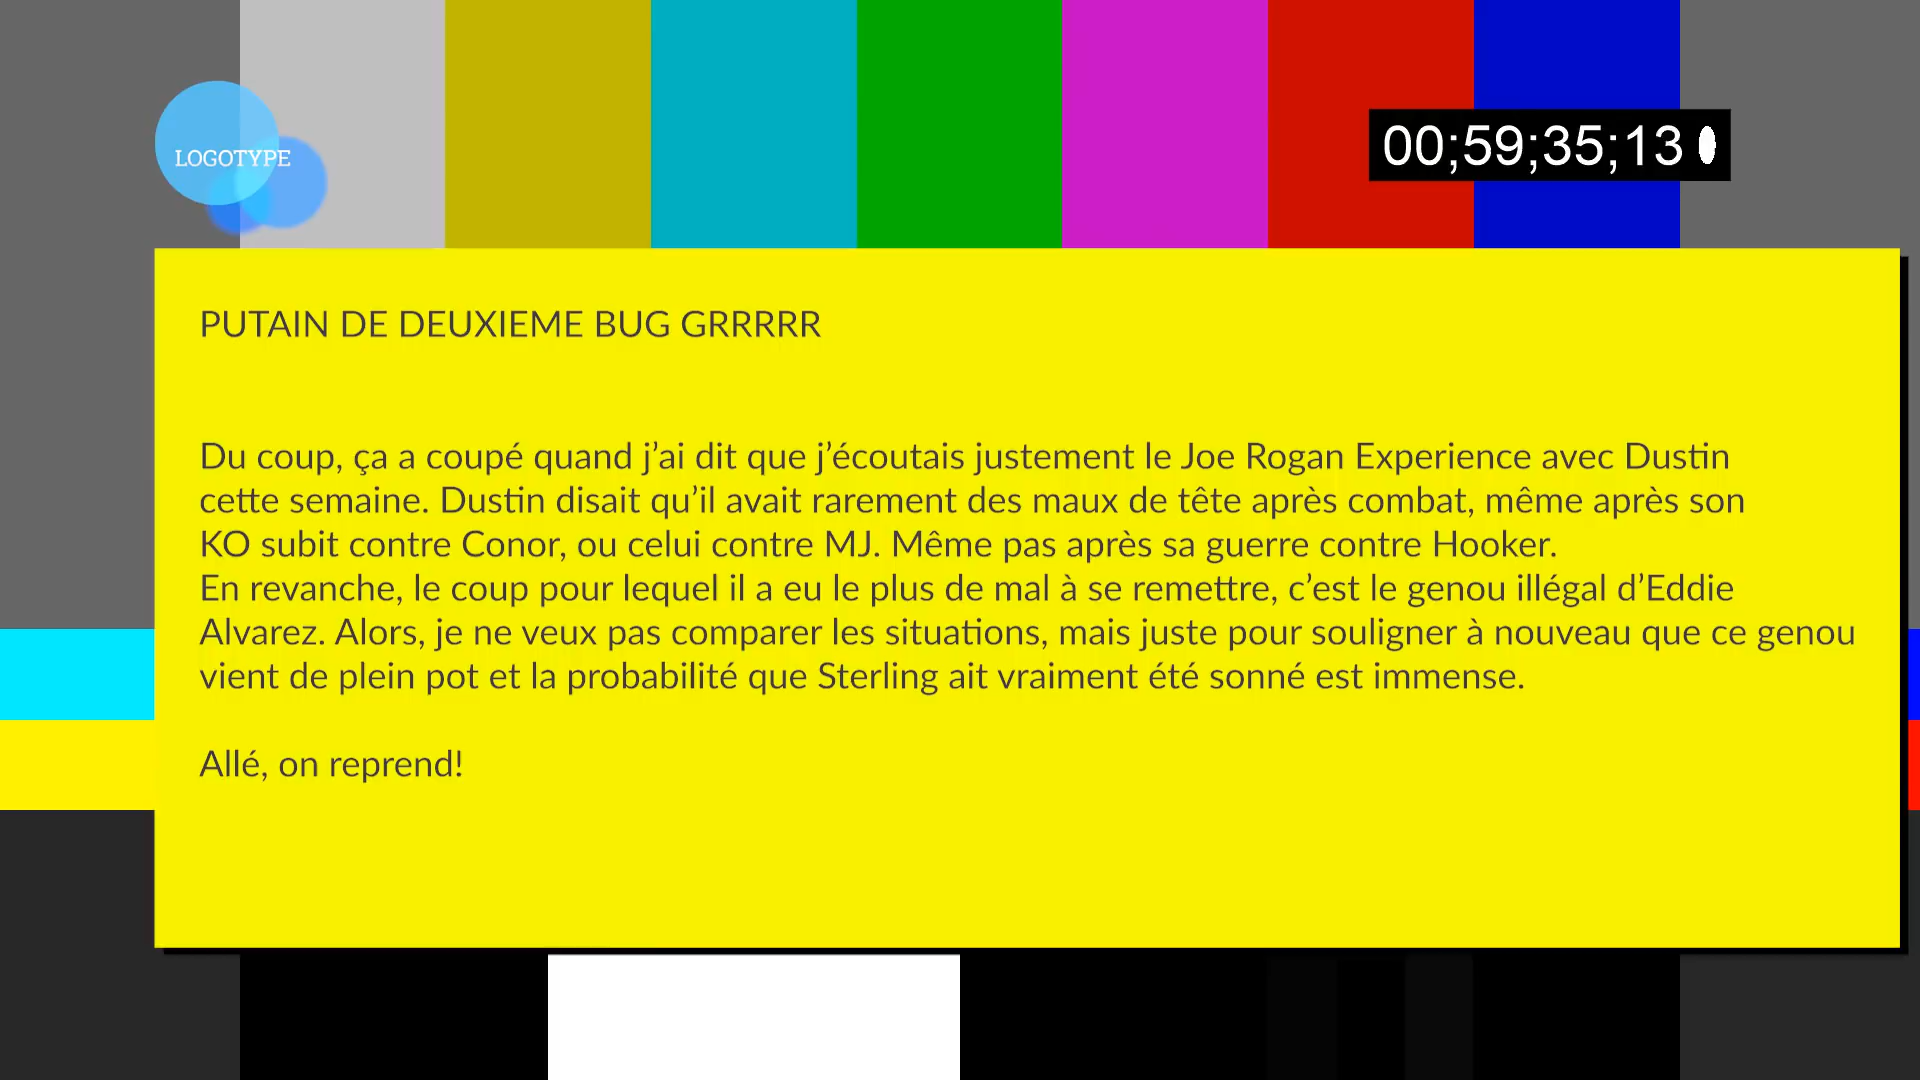 LOGOTYPE
00;59;35;13
PUTAIN DE DEUXIEME BUG GRRRRR
Du coup, ça a coupé quand j’ai dit que j’écoutais justement le Joe Rogan Experience avec Dustin
cette semaine. Dustin disait qu’il avait rarement des maux de tête après combat, même après son
KO subit contre Conor, ou celui contre MJ. Même pas après sa guerre contre Hooker.
En revanche, le coup pour lequel il a eu le plus de mal à se remettre, c’est le genou illégal d’Eddie
Alvarez. Alors, je ne veux pas comparer les situations, mais juste pour souligner à nouveau que ce genou
vient de plein pot et la probabilité que Sterling ait vraiment été sonné est immense.
Allé, on reprend!